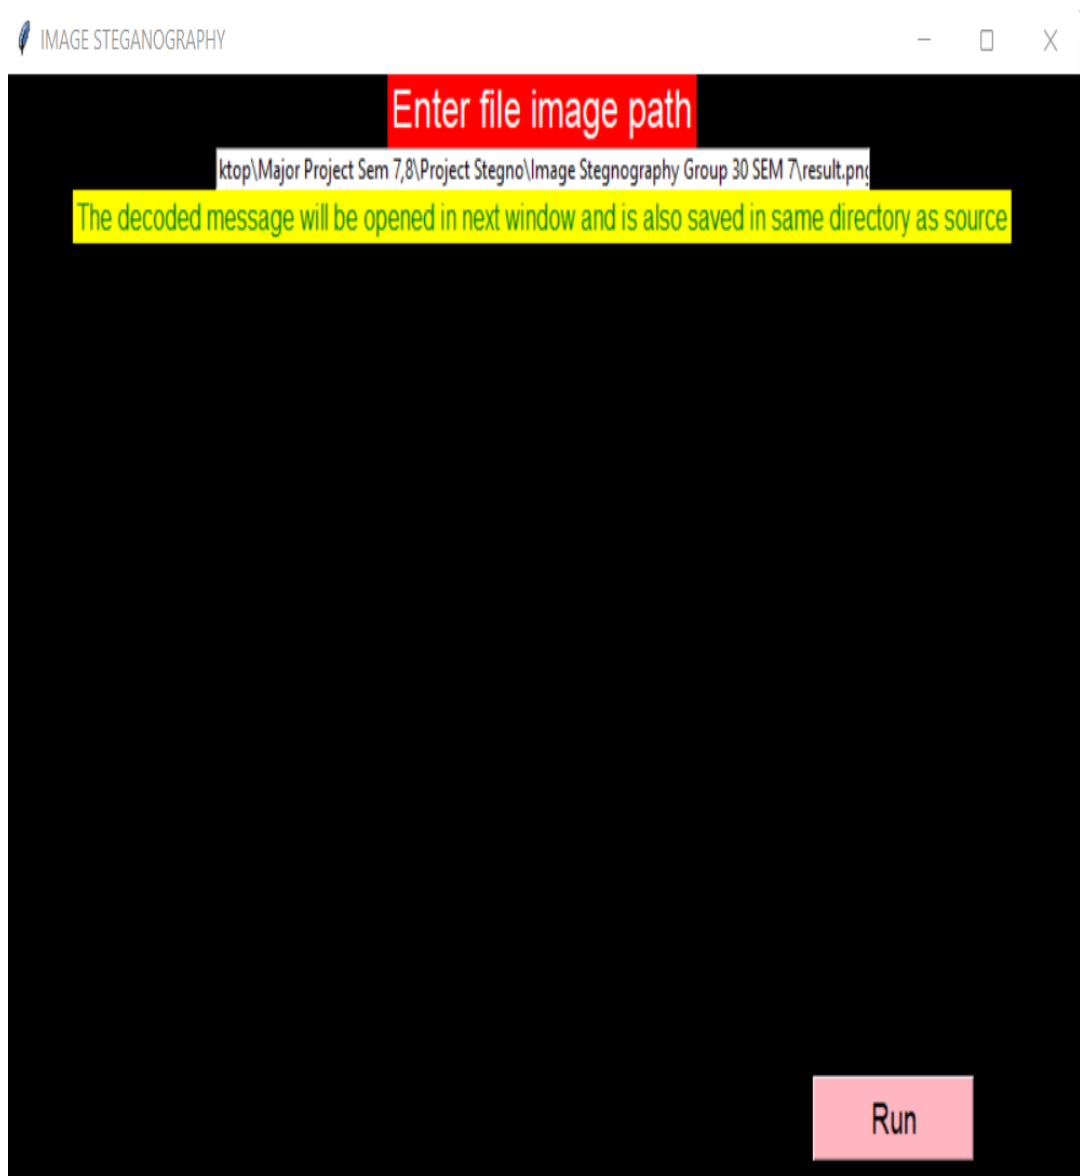 IMAGE STEGANOGRAPHY
Enter file image path
ktop\Major Project Sem 7,8\Project Stegno\Image Stegnography Group 30 SEM 7\result.png
The decoded message will be opened in next window and is also saved in same directory as source
Run